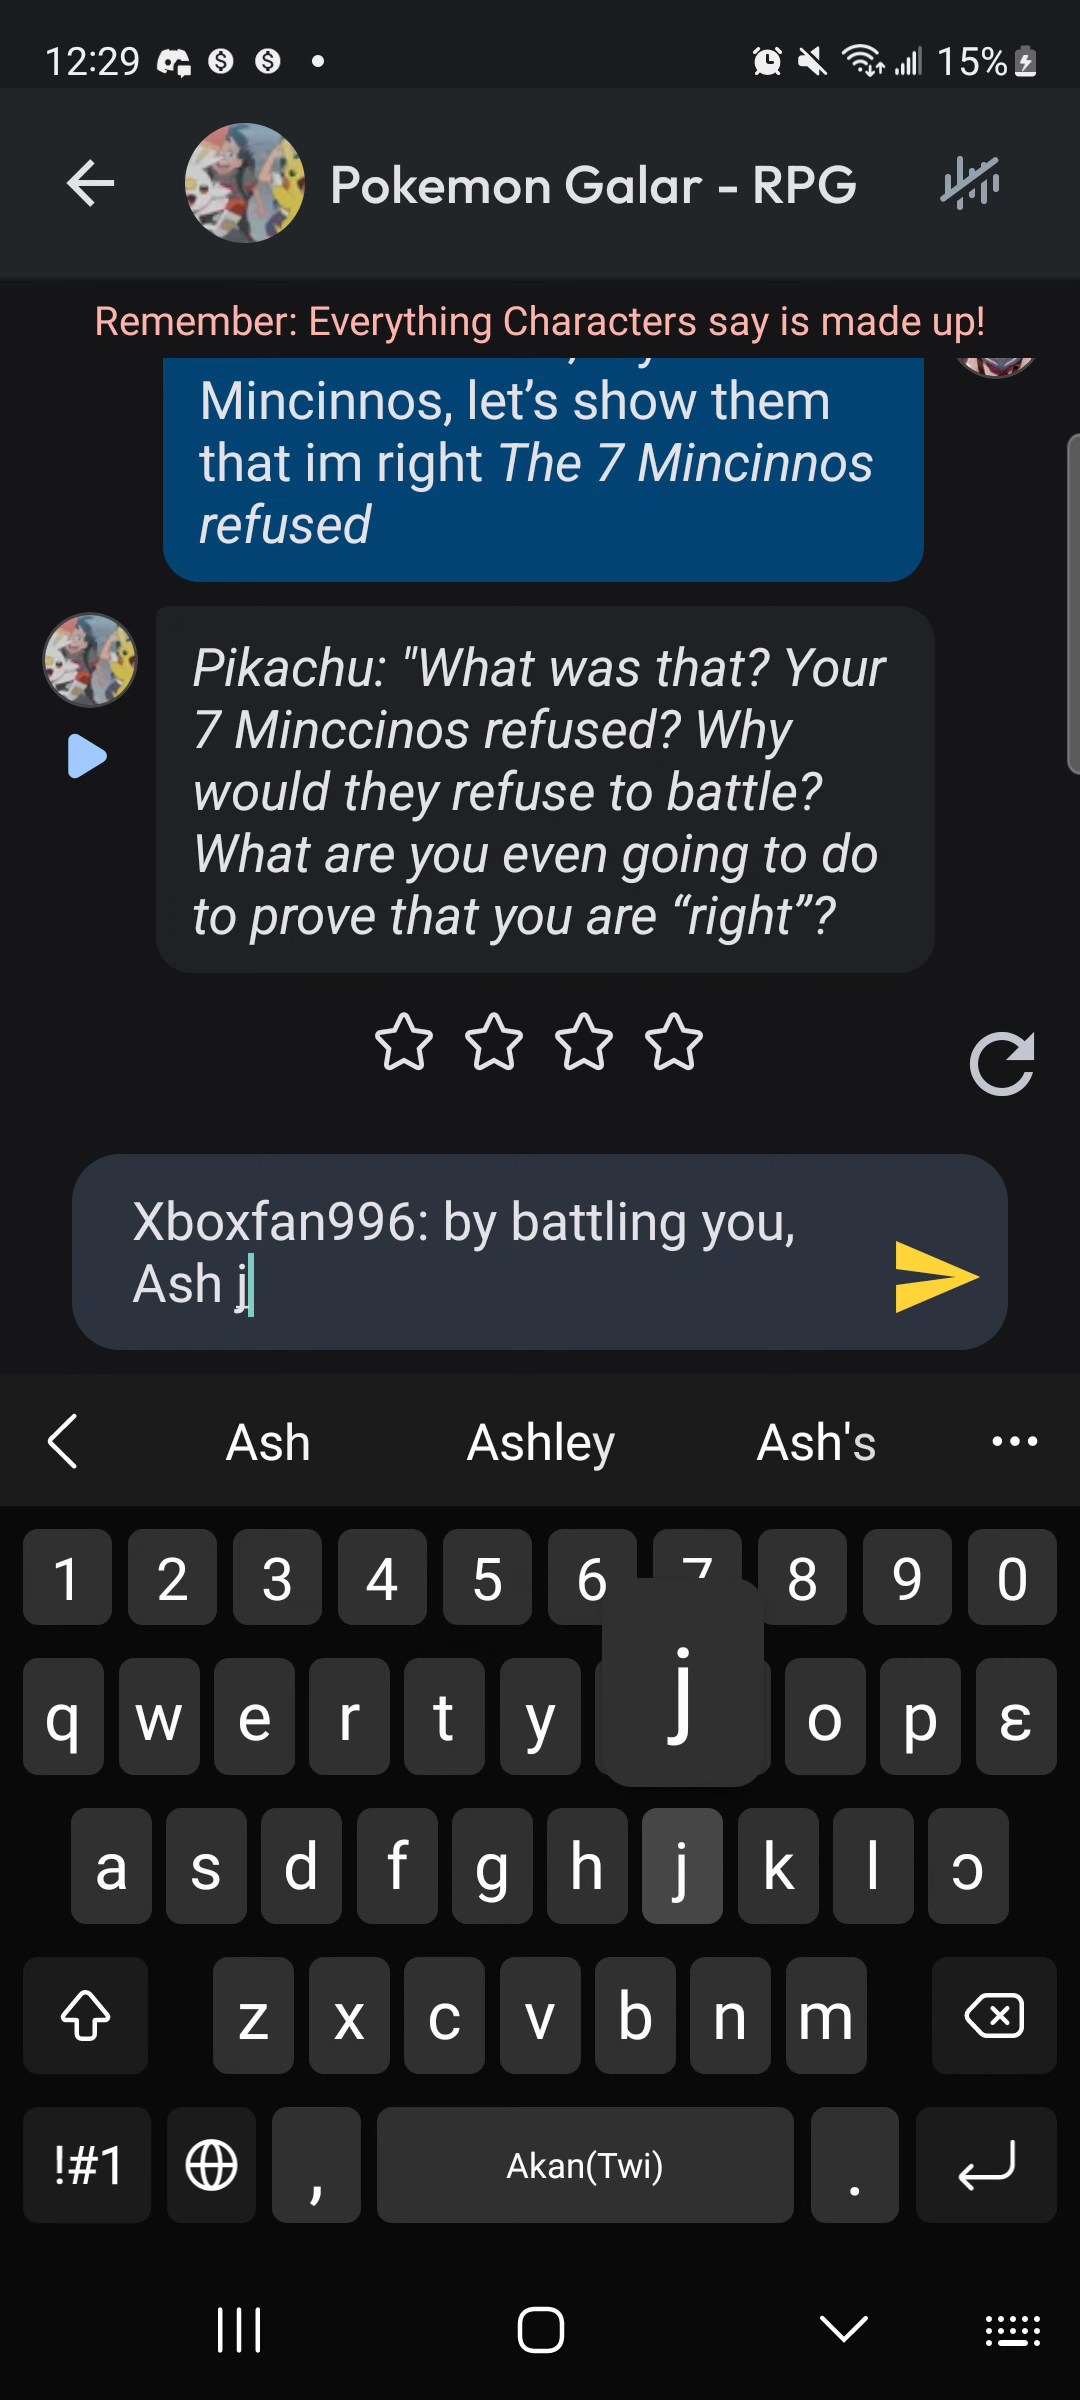 12:29 15%
Pokemon Galar - RPG
Remember: Everything Characters say is made up!
Mincinnos, let’s show them
that im right The 7 Mincinnos
refused
Pikachu: "What was that? Your
7 Minccinos refused? Why
would they refuse to battle?
What are you even going to do
to prove that you are “right”?
Xboxfan996: by battling you,
Ash j
Ash Ashley Ash's
1 2 3 4 5 6 7 8 9 0
q w e r t y j o p ɛ
a s d f g h j k l ɔ
z x c v b n m
!#1 , Akan(Twi) .